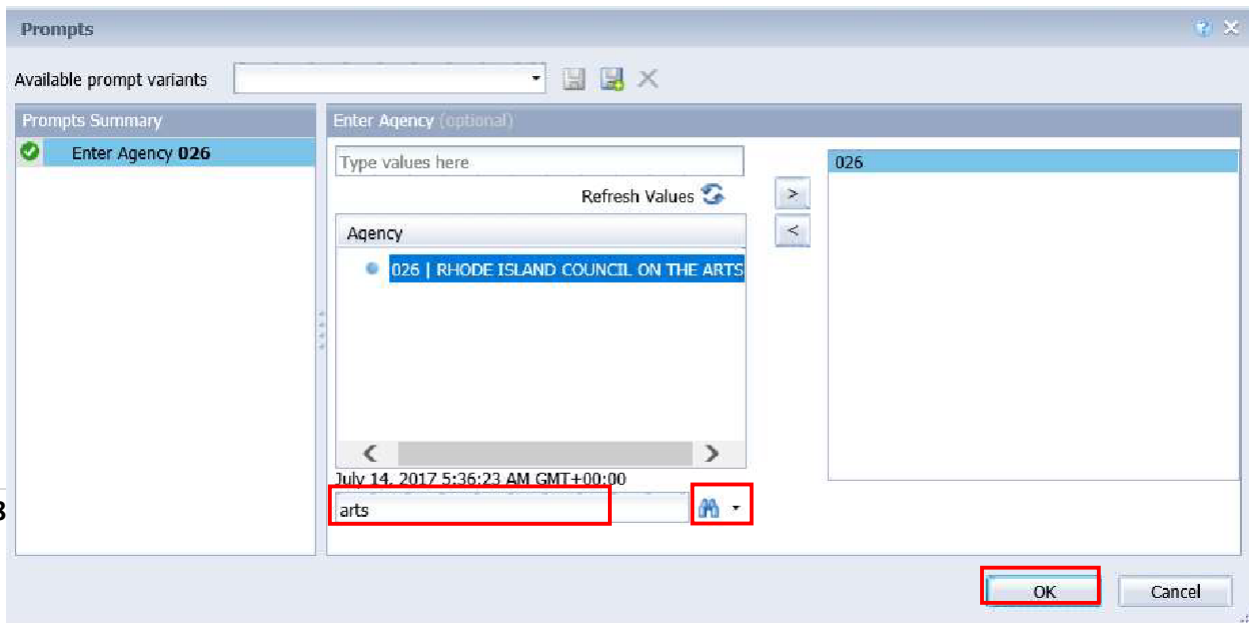 Prompts
Available prompt variants
Prompts Summary
Enter Agency 026
Enter Agency (optional)
Type values here
Refresh Values
Agency
026 | RHODE ISLAND COUNCIL ON THE ARTS
July 14, 2017 5:36:23 AM GMT+00:00
arts
>
<
026
OK
Cancel